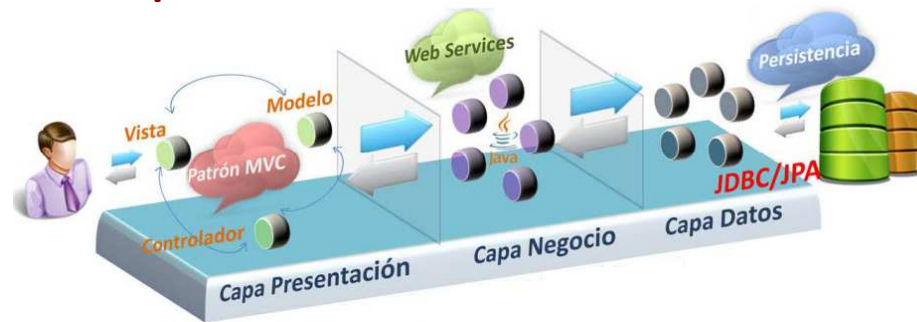 Web Services
Persistencia
Modelo
Vista
Patrón MVC
Java
JDBC/JPA
Controlador
Capa Presentación
Capa Negocio
Capa Datos